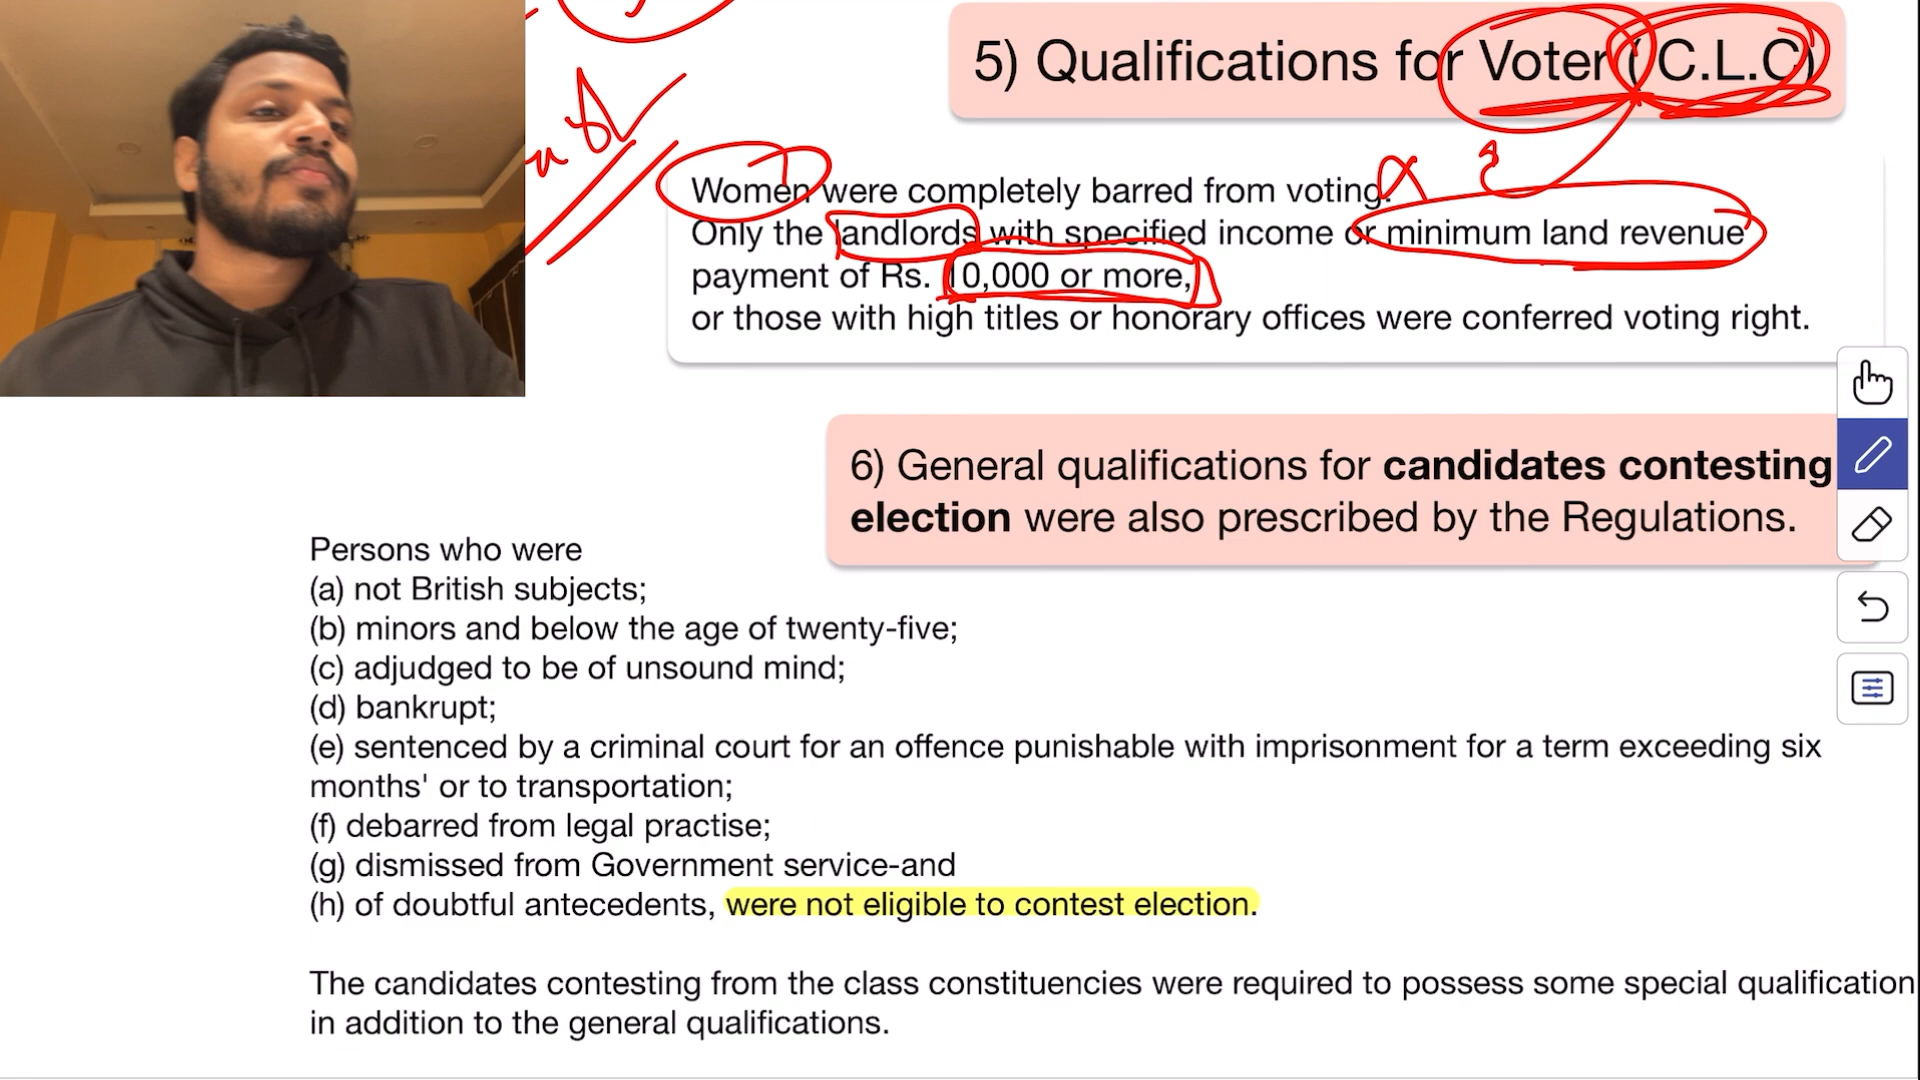 5) Qualifications for Voter ( C.L.C)
Women were completely barred from voting.
Only the landlords with specified income or minimum land revenue
payment of Rs. 10,000 or more,
or those with high titles or honorary offices were conferred voting right.
6) General qualifications for candidates contesting
election were also prescribed by the Regulations.
Persons who were
(a) not British subjects;
(b) minors and below the age of twenty-five;
(c) adjudged to be of unsound mind;
(d) bankrupt;
(e) sentenced by a criminal court for an offence punishable with imprisonment for a term exceeding six
months' or to transportation;
(f) debarred from legal practise;
(g) dismissed from Government service-and
(h) of doubtful antecedents, were not eligible to contest election.
The candidates contesting from the class constituencies were required to possess some special qualification
in addition to the general qualifications.